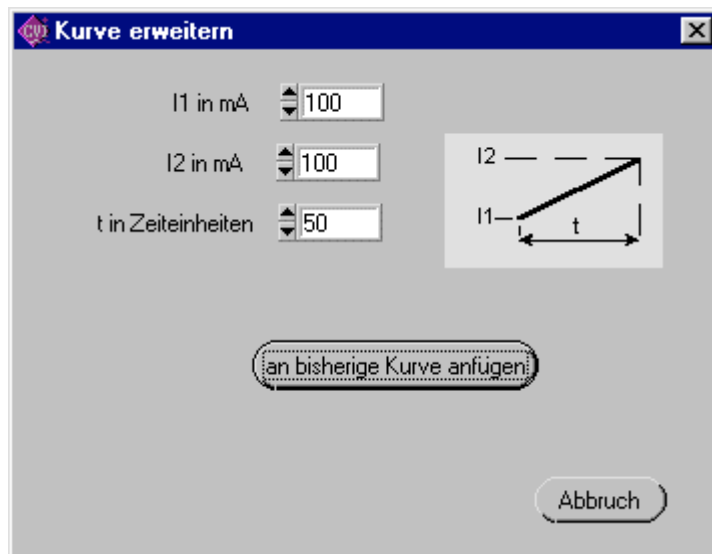 CVI Kurve erweitern
I1 in mA 100
I2 in mA 100
t in Zeiteinheiten 50
I2
I1
t
an bisherige Kurve anfügen
Abbruch